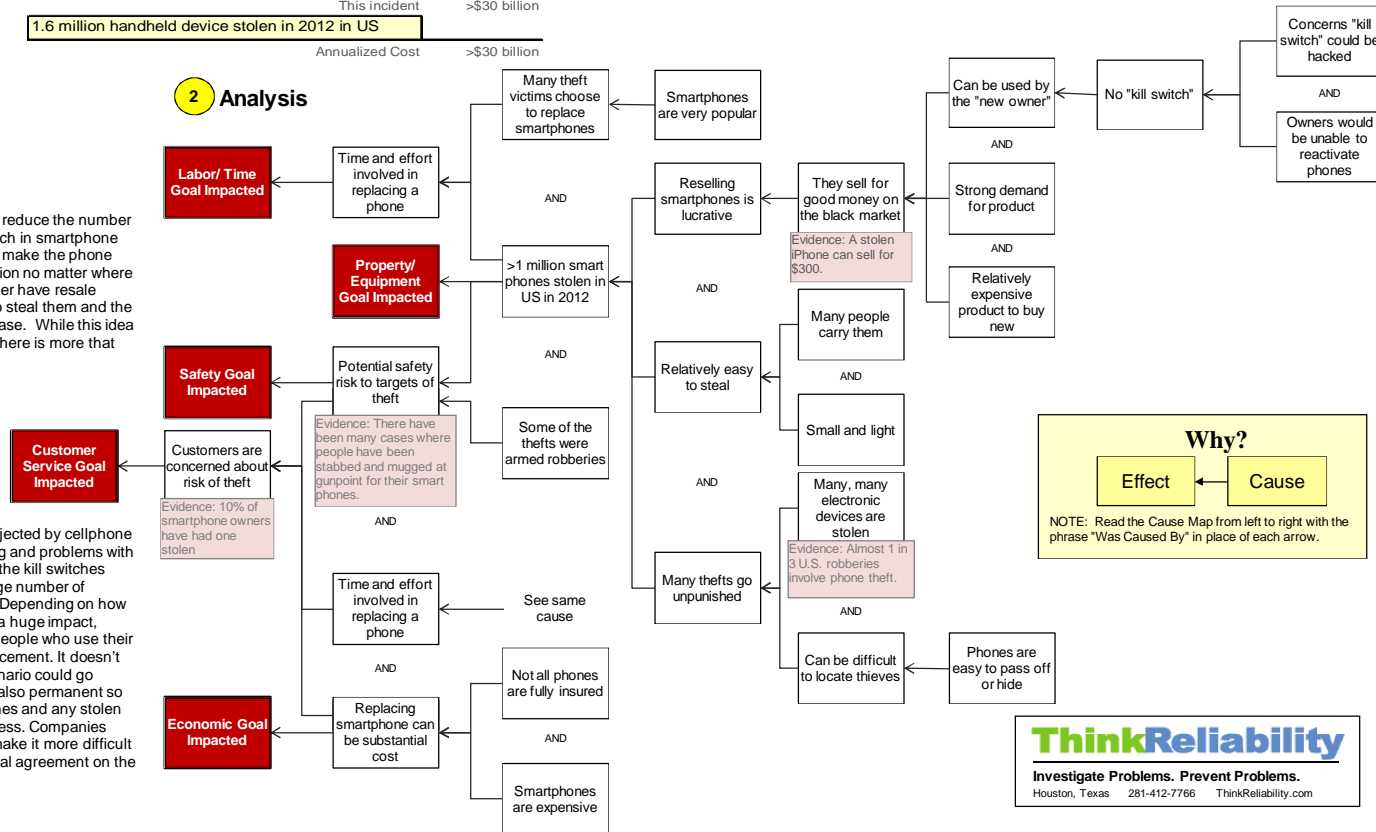 This incident >$30 billion
1.6 million handheld device stolen in 2012 in US
Annualized Cost >$30 billion
2 Analysis
Many theft
victims choose
to replace
smartphones
Smartphones
are very popular
Can be used by
the "new owner"
No "kill switch"
Concerns "kill
switch" could be
hacked
AND
Owners would
be unable to
reactivate
phones
AND
Labor/ Time
Goal Impacted
Time and effort
involved in
replacing a
phone
AND
Reselling
smartphones is
lucrative
They sell for
good money on
the black market
Evidence: A stolen
iPhone can sell for
$300.
Strong demand
for product
AND
Relatively
expensive
product to buy
new
reduce the number
ch in smartphone
make the phone
ion no matter where
er have resale
o steal them and the
ase. While this idea
here is more that
Property/
Equipment
Goal Impacted
>1 million smart
phones stolen in
US in 2012
AND
Many people
carry them
AND
Small and light
Relatively easy
to steal
AND
Safety Goal
Impacted
Potential safety
risk to targets of
theft
Evidence: There have
been many cases where
people have been
stabbed and mugged at
gunpoint for their smart
phones.
Some of the
thefts were
armed robberies
Customer
Service Goal
Impacted
Customers are
concerned about
risk of theft
Evidence: 10% of
smartphone owners
have had one
stolen
AND
AND
Many, many
electronic
devices are
stolen
Evidence: Almost 1 in
3 U.S. robberies
involve phone theft.
Many thefts go
unpunished
AND
Can be difficult
to locate thieves
Phones are
easy to pass off
or hide
Why?
Effect
Cause
NOTE: Read the Cause Map from left to right with the
phrase "Was Caused By" in place of each arrow.
jected by cellphone
g and problems with
the kill switches
ge number of
Depending on how
a huge impact,
eople who use their
cement. It doesn't
nario could go
also permanent so
nes and any stolen
ess. Companies
make it more difficult
al agreement on the
Time and effort
involved in
replacing a
phone
See same
cause
AND
Economic Goal
Impacted
Replacing
smartphone can
be substantial
cost
Not all phones
are fully insured
AND
Smartphones
are expensive
ThinkReliability
Investigate Problems. Prevent Problems.
Houston, Texas 281-412-7766 ThinkReliability.com